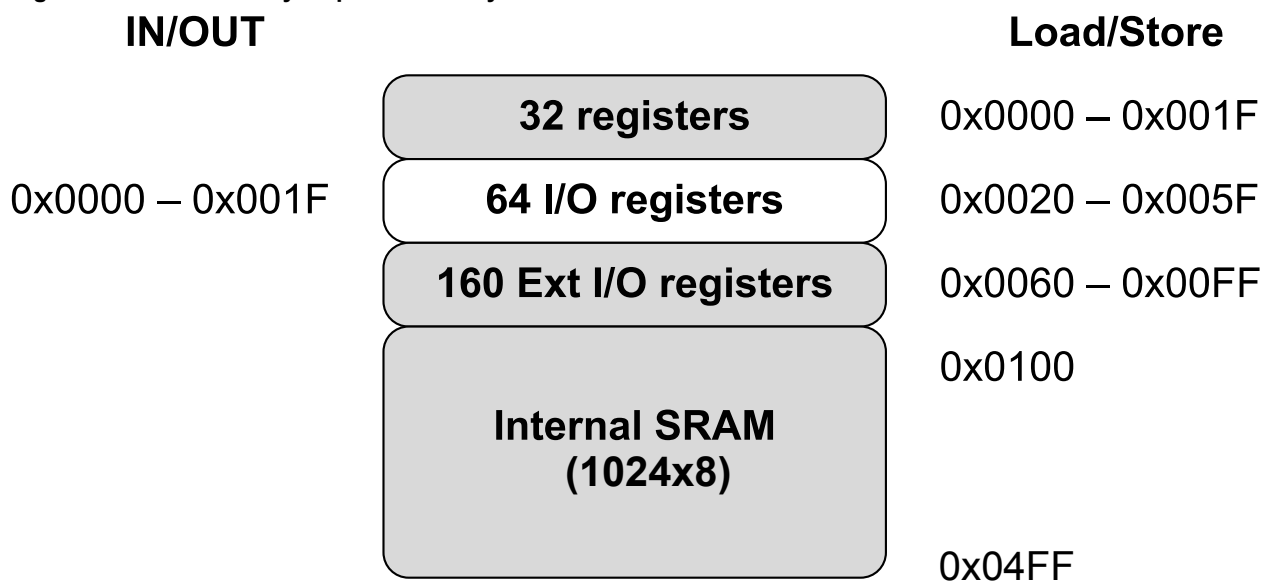 IN/OUT
Load/Store
32 registers
0x0000 – 0x001F
0x0000 – 0x001F
64 I/O registers
0x0020 – 0x005F
160 Ext I/O registers
0x0060 – 0x00FF
0x0100
Internal SRAM
(1024x8)
0x04FF